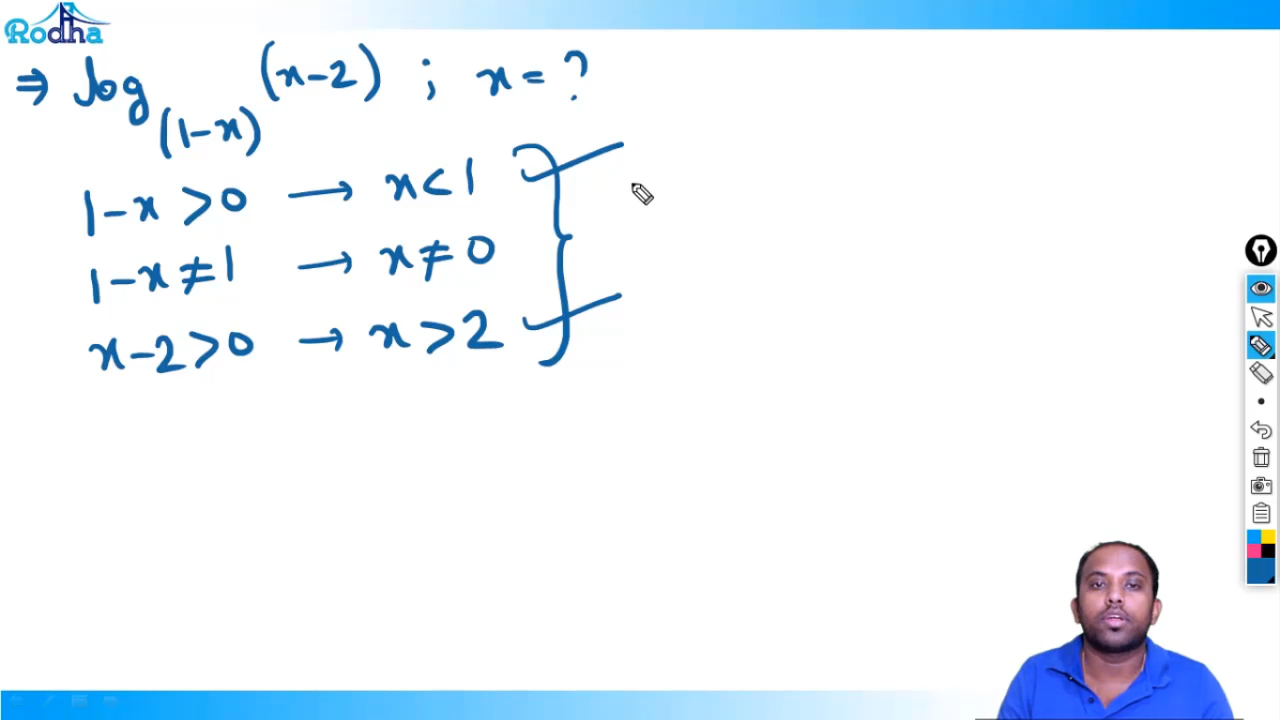 Rodha
⇒ log(1-x) (x-2) ; x = ?
1-x > 0 → x < 1
1-x ≠ 1 → x ≠ 0
x-2 > 0 → x > 2